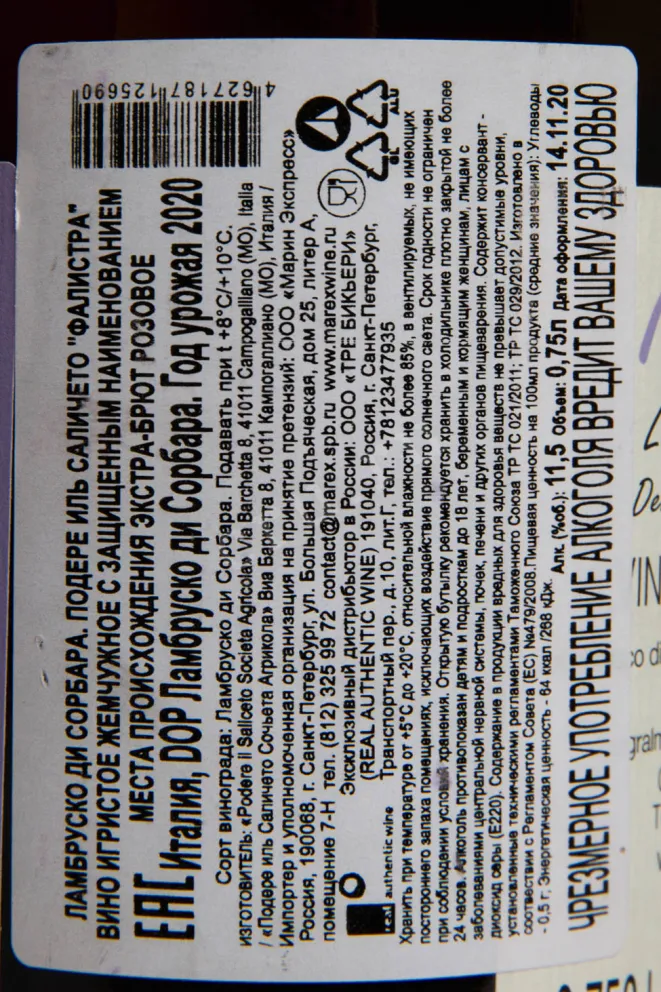 ЛАМБРУСКО ДИ СОРБАРА. ПОДЕРЕ ИЛЬ САЛИЧЕТО "ФАЛИСТРА"
ВИНО ИГРИСТОЕ ЖЕМЧУЖНОЕ С ЗАЩИЩЕННЫМ НАИМЕНОВАНИЕМ
МЕСТА ПРОИСХОЖДЕНИЯ ЭКСТРА-БРЮТ РОЗОВОЕ
EAC Италия, DOP Ламбруско ди Сорбара. Год урожая 2020
4 627187 125690
Сорт винограда: Ламбруско ди Сорбара. Подавать при t +8°C/+10°C.
изготовитель: «Podere il Saliceto Societa Agricola» Via Barchetta 8, 41011 Campogalliano (MO), Italia
/ «Подере иль Саличето Сочьета Агрикола» Виа Баркетта 8, 41011 Кампогаллиано (МО), Италия /
Импортер и уполномоченная организация на принятие претензий: ООО «Марин Экспресс»
Россия, 190068, г. Санкт-Петербург, ул. Большая Подъяческая, дом 25, литер А,
помещение 7-Н тел. (812) 325 99 72 contact@marex.spb.ru www.marexwine.ru
Эксклюзивный дистрибьютор в России: ООО «ТРЕ БИКЬЕРИ»
(REAL AUTHENTIC WINE) 191040, Россия, г. Санкт-Петербург,
Транспортный пер., д.10, лит.Г, тел.: +78123477935
authentic wine
GL
ALU
Хранить при температуре от +5°C до +20°C, относительной влажности не более 85%, в вентилируемых, не имеющих
постороннего запаха помещениях, исключающих воздействие прямого солнечного света. Срок годности не ограничен
при соблюдении условий хранения. Открытую бутылку рекомендуется хранить в холодильнике плотно закрытой не более
24 часов. Алкоголь противопоказан детям и подросткам до 18 лет, беременным и кормящим женщинам, лицам с
заболеваниями центральной нервной системы, почек, печени и других органов пищеварения. Содержит консервант -
диоксид серы (Е220). Содержание в продукции вредных для здоровья веществ не превышает допустимые уровни,
установленные техническими регламентами Таможенного Союза ТР ТС 021/2011; ТР ТС 029/2012. Изготовлено в
соответствии с Регламентом Совета (ЕС) №479/2008.Пищевая ценность на 100мл продукта (средние значения): Углеводы
- 0,5 г; Энергетическая ценность - 64 ккал /268 кДж. Алк. (%об.): 11,5 Объем: 0,75л Дата оформления: 14.11.20
ЧРЕЗМЕРНОЕ УПОТРЕБЛЕНИЕ АЛКОГОЛЯ ВРЕДИТ ВАШЕМУ ЗДОРОВЬЮ